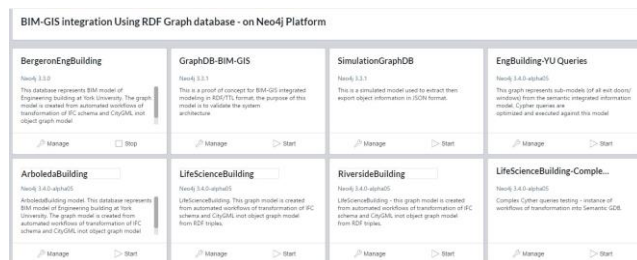 BIM-GIS integration Using RDF Graph database - on Neo4j Platform
BergeronEngBuilding
Neo4j 3.3.0
This database represents BIM model of
Engineering building at York University. The graph
model is created from automated workflows of
transformation of IFC schema and CityGML inot
object graph model
Manage
Stop
GraphDB-BIM-GIS
Neo4j 3.3.1
This is a proof of concept for BIM-GIS integrated
modeling in RDF/TTL format, the purpose of this
model is to validate the system
architecture
Manage
Start
SimulationGraphDB
Neo4j 3.3.1
This is a simulated model used to extract then
export object information in JSON format.
Manage
Start
EngBuilding-YU Queries
Neo4j 3.4.0-alpha05
This graph represents sub-models (of all exit doors/
windows) from the semantic integrated information
model. Cypher queries are
optimized and executed against this model
Manage
Start
ArboledaBuilding
Neo4j 3.4.0-alpha05
ArboledaBuilding model. This database represents
BIM model of Engineering building at York
University. The graph model is created from
automated workflows of transformation of IFC
schema and CityGML inot object graph model
Manage
Start
LifeScienceBuilding
Neo4j 3.4.0-alpha05
LifeScienceBuilding. This graph model is created
from automated workflows of transformation of IFC
schema and CityGML inot object graph model
from RDF triples.
Manage
Start
RiversideBuilding
Neo4j 3.4.0-alpha05
LifeScienceBuilding - this graph model is created
from automated workflows of transformation of IFC
schema and CityGML inot object graph model
from RDF triples.
Manage
Start
LifeScienceBuilding-Comple...
Neo4j 3.4.0-alpha05
Complex Cyther queries testing - instance of
workflows of transformation into Semantic GDB.
Manage
Start